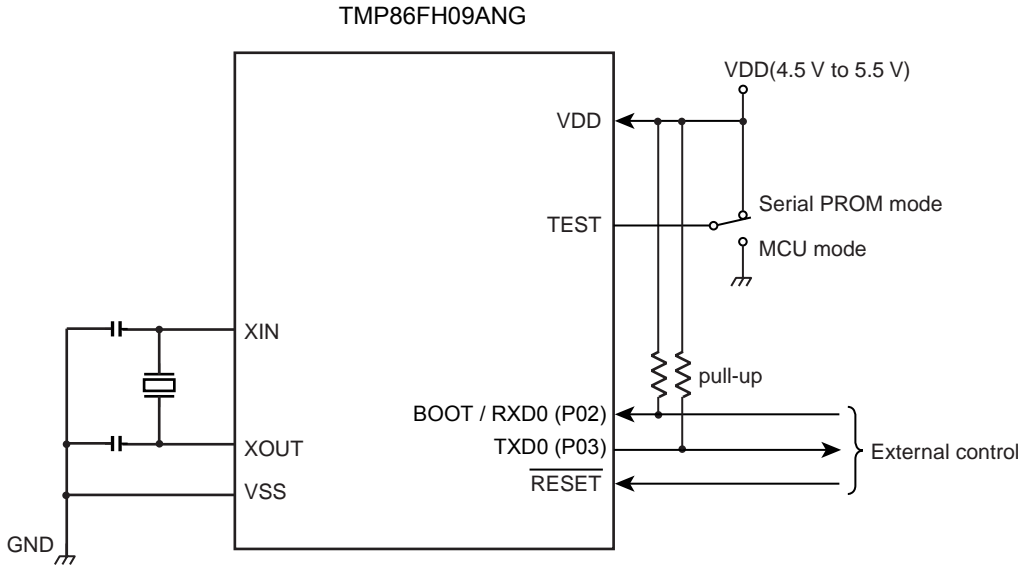 TMP86FH09ANG
VDD(4.5 V to 5.5 V)
VDD
Serial PROM mode
TEST
MCU mode
XIN
pull-up
BOOT / RXD0 (P02)
XOUT
TXD0 (P03)
External control
RESET
VSS
GND